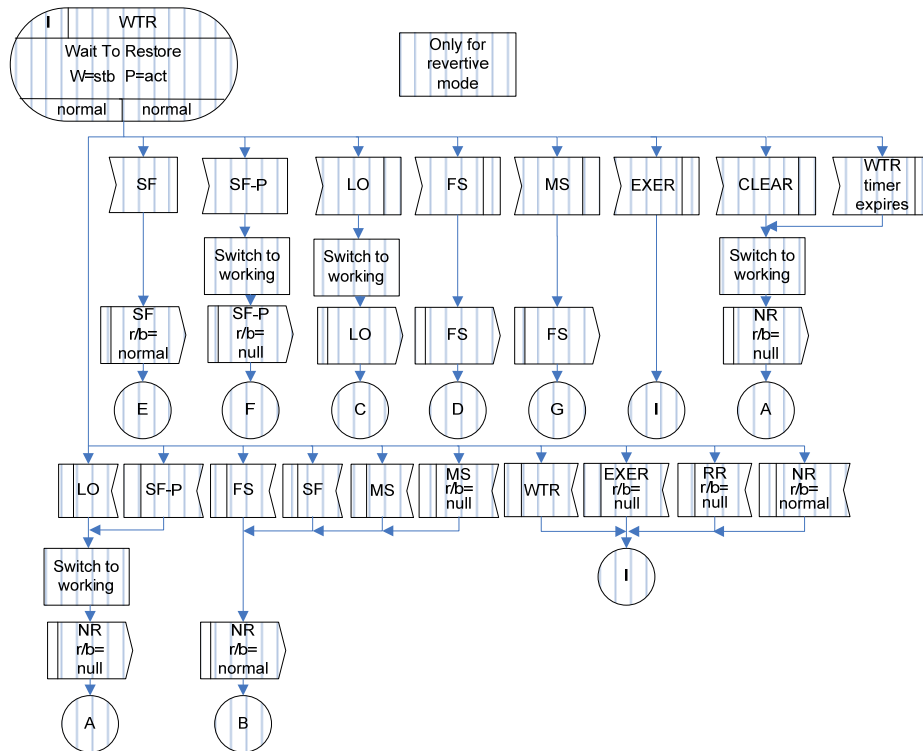 I WTR
Wait To Restore
W=stb P=act
normal normal
Only for
revertive
mode
SF
SF-P
LO
FS
MS
EXER
CLEAR
WTR
timer
expires
Switch to
working
Switch to
working
Switch to
working
SF
r/b=
normal
SF-P
r/b=
null
LO
FS
FS
NR
r/b=
null
E
F
C
D
G
I
A
LO
SF-P
FS
SF
MS
MS
r/b=
null
WTR
EXER
r/b=
null
RR
r/b=
null
NR
r/b=
normal
Switch to
working
I
NR
r/b=
null
NR
r/b=
normal
A
B